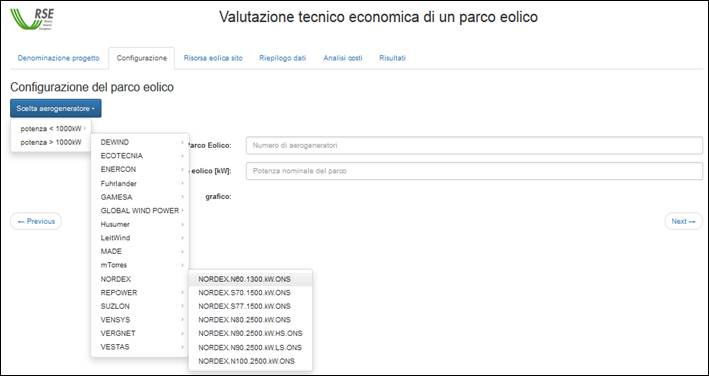 RSE
Valutazione tecnico economica di un parco eolico
Denominazione progetto
Configurazione
Risorsa eolica sito
Riepilogo dati
Analisi costi
Risultati
Configurazione del parco eolico
Scelta aerogeneratore
potenza < 1000kW
potenza > 1000kW
DEWIND
ECOTECNIA
ENERCON
Fuhrlander
GAMESA
GLOBAL WIND POWER
Husumer
LeitWind
MADE
mTorres
NORDEX
REPOWER
SUZLON
VENSYS
VERGNET
VESTAS
NORDEX.N60.1300.kW.ONS
NORDEX.S70.1500.kW.ONS
NORDEX.S77.1500.kW.ONS
NORDEX.N80.2500.kW.ONS
NORDEX.N90.2500.kW.HS.ONS
NORDEX.N90.2500.kW.LS.ONS
NORDEX.N100.2500.kW.ONS
Parco Eolico:
Numero di aerogeneratori
eolico [kW]:
Potenza nominale del parco
grafico:
← Previous
Next →